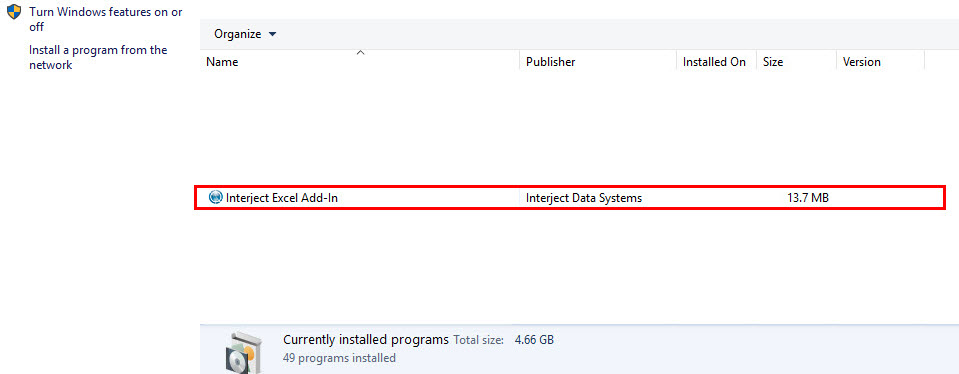 Turn Windows features on or
off
Install a program from the
network
Organize
Name Publisher Installed On Size Version
Interject Excel Add-In Interject Data Systems 13.7 MB
Currently installed programs Total size: 4.66 GB
49 programs installed